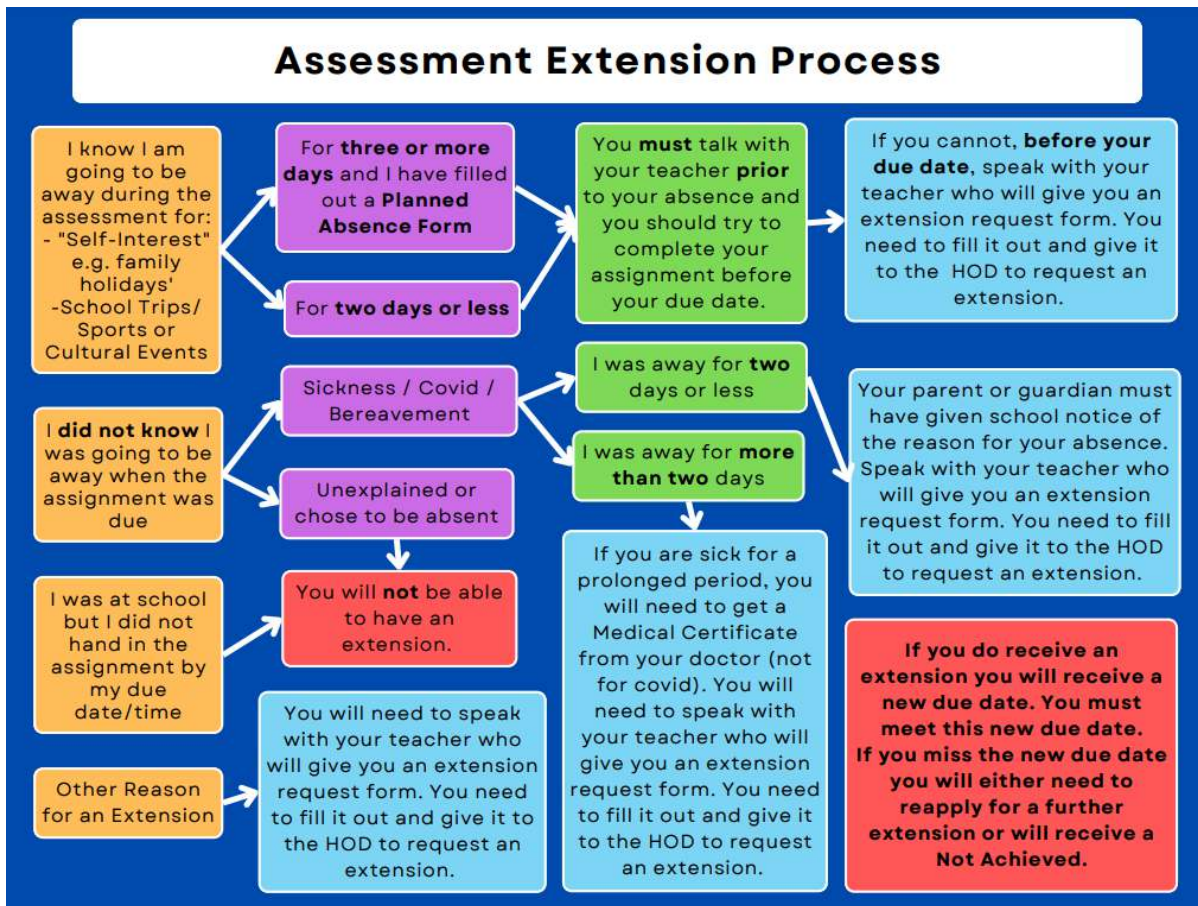 Assessment Extension Process
I know I am
going to be
away during the
assessment for:
- "Self-Interest"
e.g. family
holidays'
-School Trips/
Sports or
Cultural Events
For three or more
days and I have filled
out a Planned
Absence Form
For two days or less
You must talk with
your teacher prior
to your absence and
you should try to
complete your
assignment before
your due date.
If you cannot, before your
due date, speak with your
teacher who will give you an
extension request form. You
need to fill it out and give it
to the HOD to request an
extension.
I did not know I
was going to be
away when the
assignment was
due
Sickness / Covid /
Bereavement
Unexplained or
chose to be absent
I was away for two
days or less
I was away for more
than two days
Your parent or guardian must
have given school notice of
the reason for your absence.
Speak with your teacher who
will give you an extension
request form. You need to fill
it out and give it to the HOD
to request an extension.
If you are sick for a
prolonged period, you
will need to get a
Medical Certificate
from your doctor (not
for covid). You will
need to speak with
your teacher who will
give you an extension
request form. You need
to fill it out and give it
to the HOD to request
an extension.
I was at school
but I did not
hand in the
assignment by
my due
date/time
You will not be able
to have an
extension.
Other Reason
for an Extension
You will need to speak
with your teacher who
will give you an extension
request form. You need
to fill it out and give it to
the HOD to request an
extension.
If you do receive an
extension you will receive a
new due date. You must
meet this new due date.
If you miss the new due date
you will either need to
reapply for a further
extension or will receive a
Not Achieved.